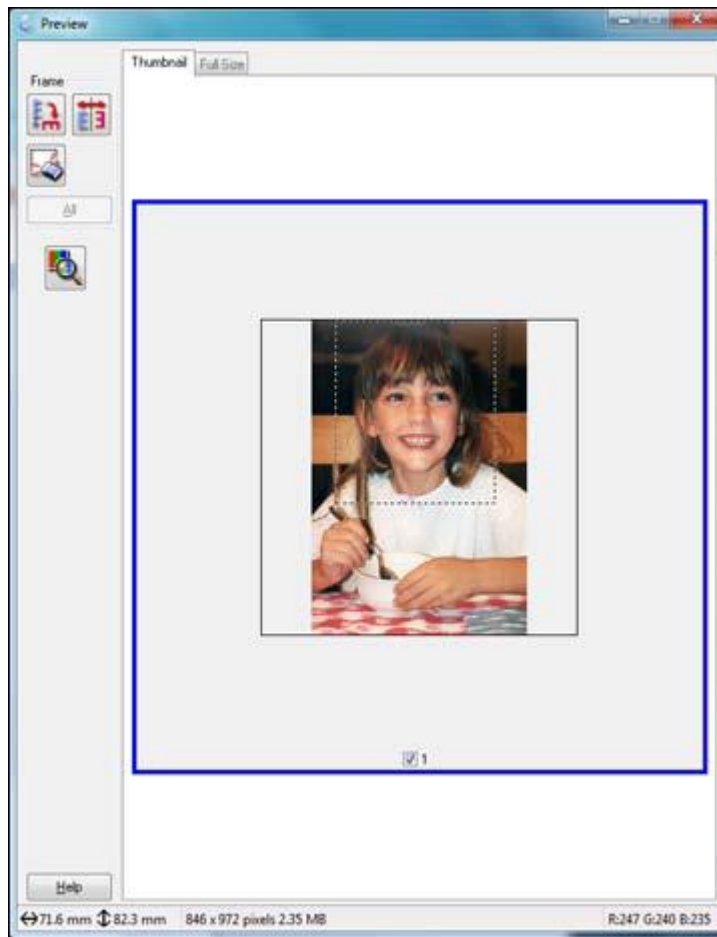 Preview
Thumbnail Full Size
Frame
All
1
Help
71.6 mm 82.3 mm 846 x 972 pixels 2.35 MB R:247 G:240 B:235